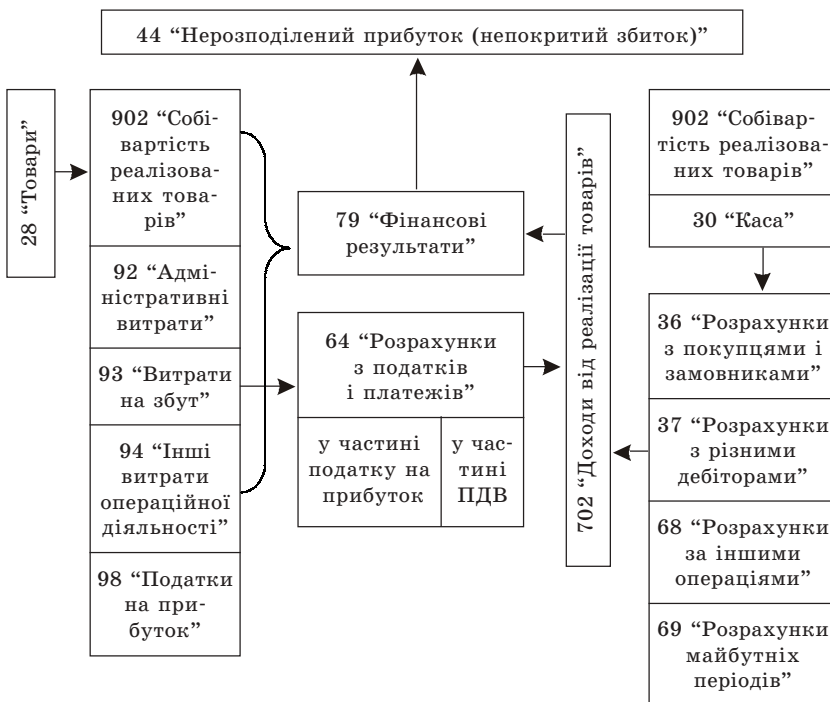 44 “Нерозподілений прибуток (непокритий збиток)”
28 “Товари”
902 “Собі-
вартість
реалізо-
ваних това-
рів”
92 “Адмі-
ністративні
витрати”
93 “Витрати
на збут”
94 “Інші
витрати
операційної
діяльності”
98 “Податки
на при-
буток”
79 “Фінансові
результати”
64 “Розрахунки
з податків
і платежів”
у частині
податку на
прибуток
у час-
тині
ПДВ
702 “Доходи від реалізації товарів”
902 “Собівар-
тість реалізова-
них товарів”
30 “Каса”
36 “Розрахунки
з покупцями і
замовниками”
37 “Розрахунки
з різними
дебіторами”
68 “Розрахунки
за іншими
операціями”
69 “Розрахунки
майбутніх
періодів”